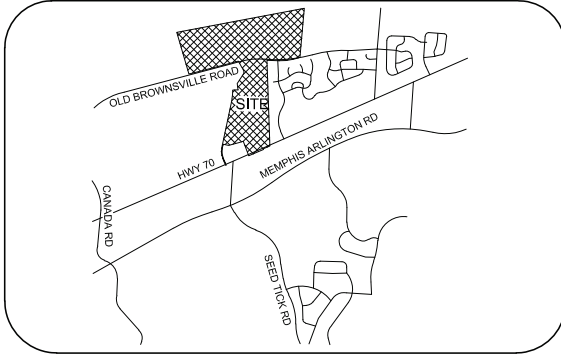 OLD BROWNSVILLE ROAD
SITE
HWY 70
MEMPHIS ARLINGTON RD
CANADA RD
SEED TICK RD